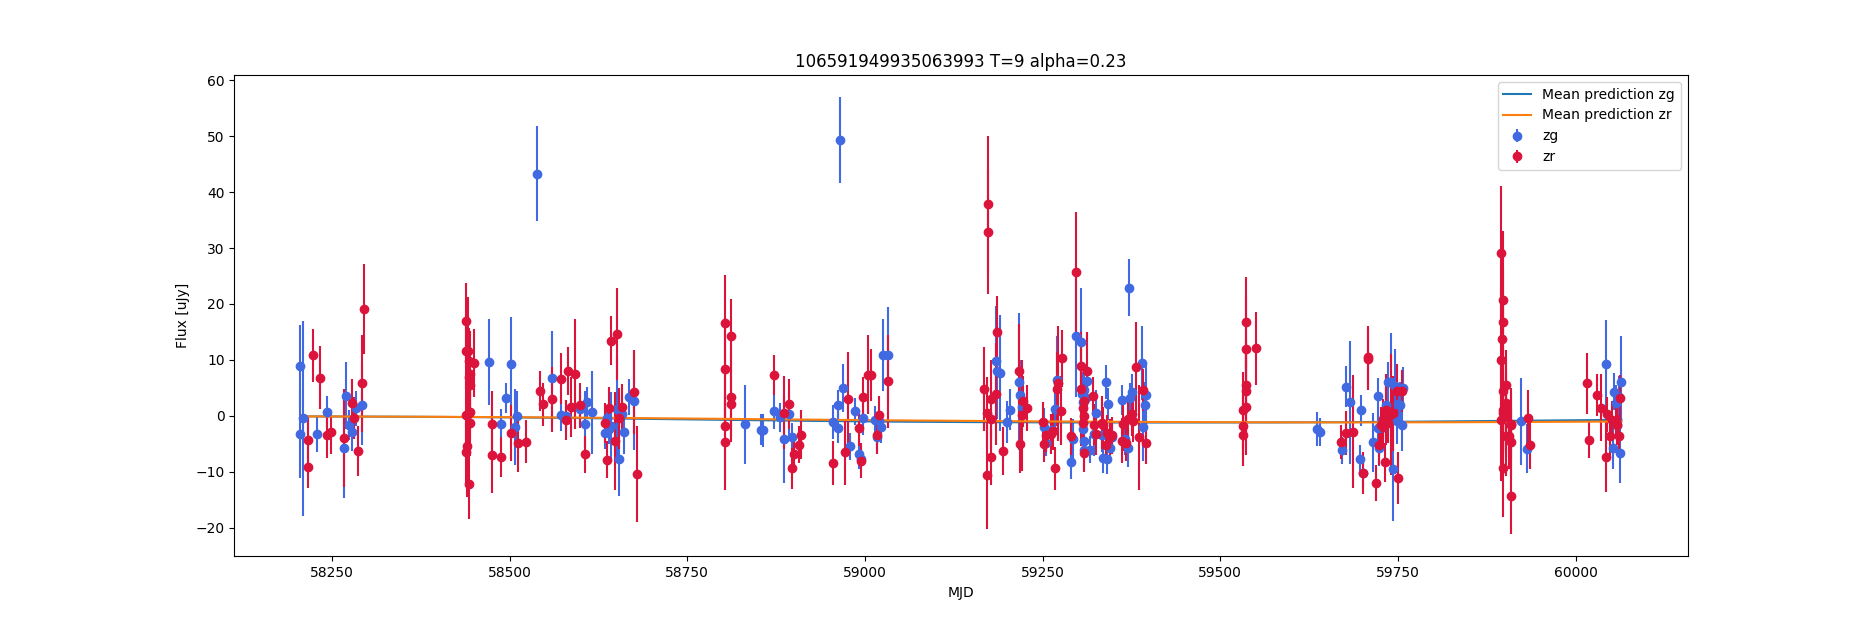 106591949935063993 T=9 alpha=0.23
60
50
40
30
20
10
0
−10
−20
Flux [uJy]
58250 58500 58750 59000 59250 59500 59750 60000
MJD
Mean prediction zg
Mean prediction zr
zg
zr